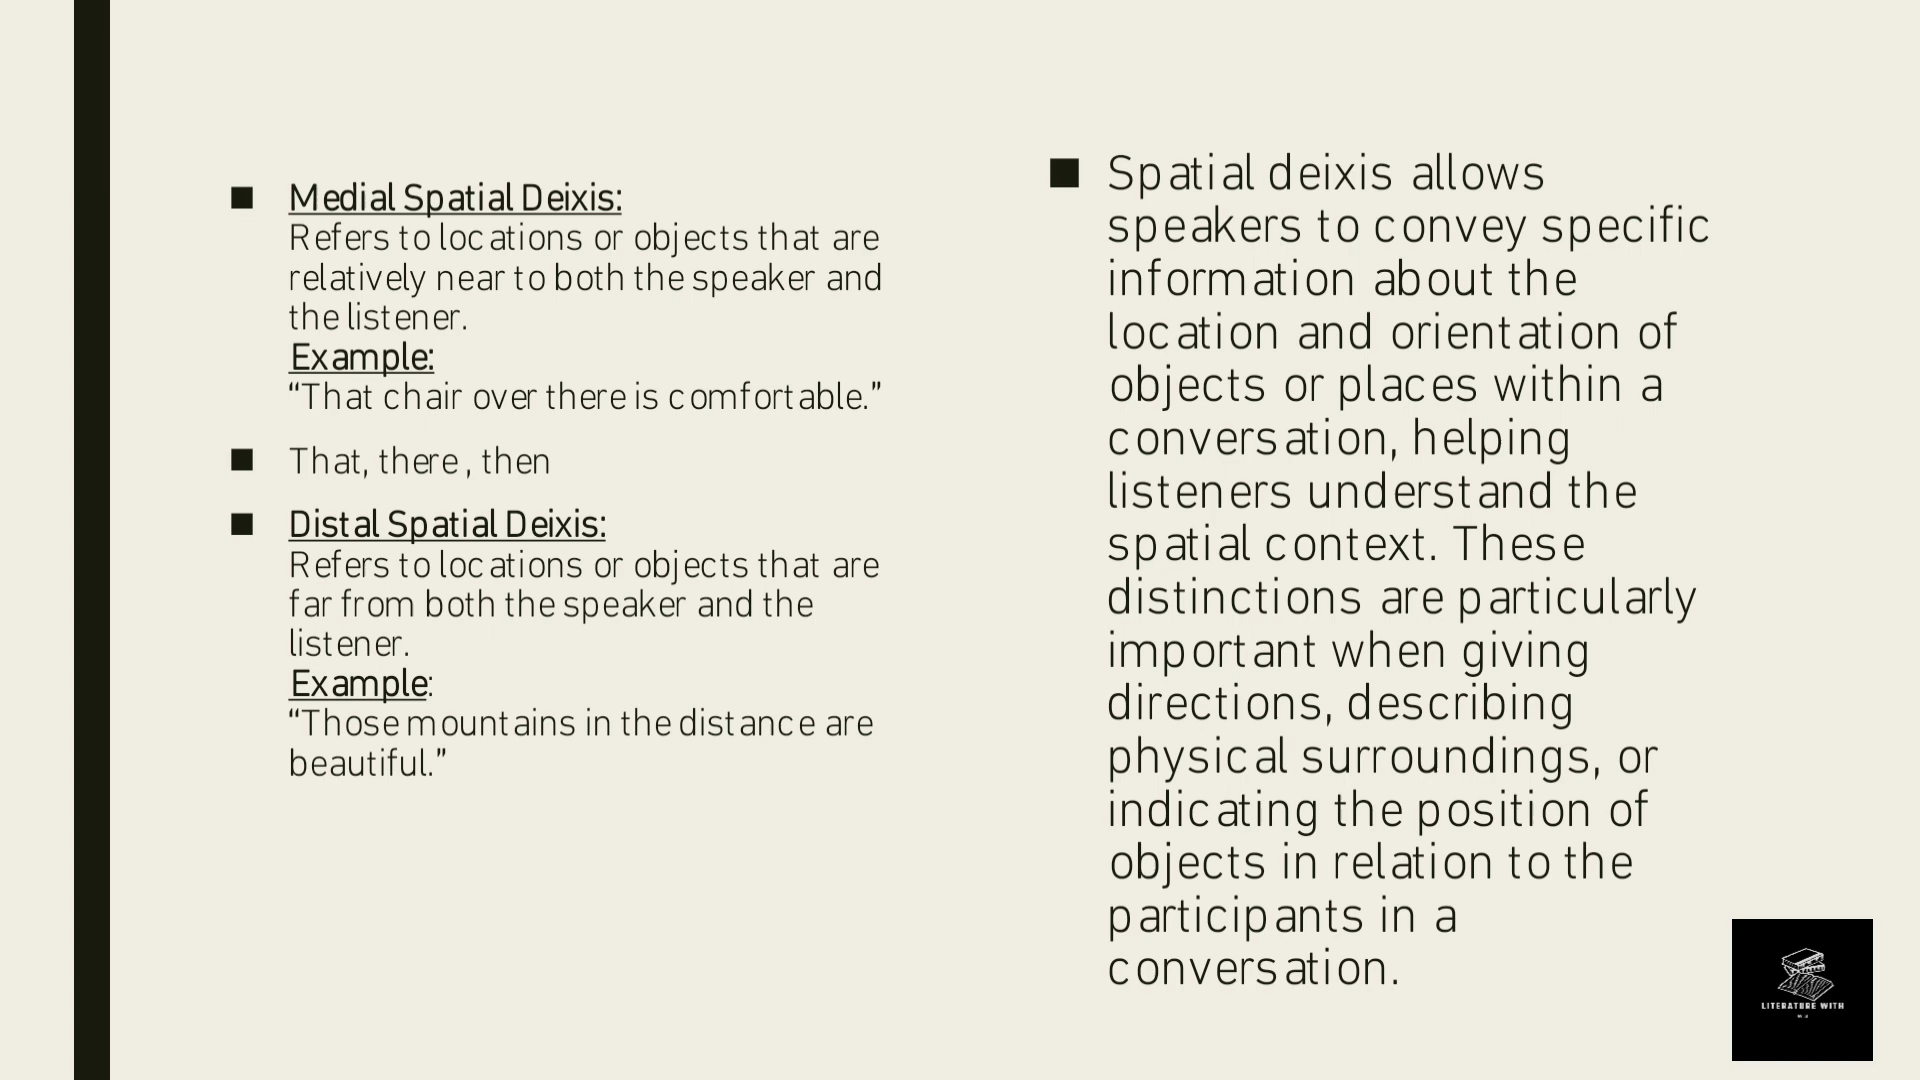 Medial Spatial Deixis:
Refers to locations or objects that are
relatively near to both the speaker and
the listener.
Example:
“That chair over there is comfortable.”
That, there , then
Distal Spatial Deixis:
Refers to locations or objects that are
far from both the speaker and the
listener.
Example:
“Those mountains in the distance are
beautiful.”
Spatial deixis allows
speakers to convey specific
information about the
location and orientation of
objects or places within a
conversation, helping
listeners understand the
spatial context. These
distinctions are particularly
important when giving
directions, describing
physical surroundings, or
indicating the position of
objects in relation to the
participants in a
conversation.
LITERATURE WITH